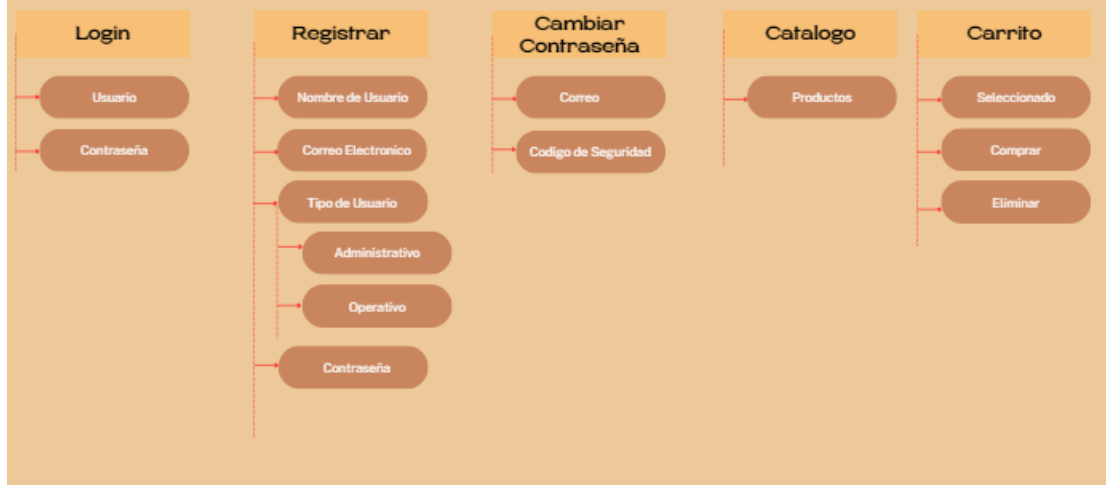 Login
Usuario
Contraseña
Registrar
Nombre de Usuario
Correo Electronico
Tipo de Usuario
Administrativo
Operativo
Contraseña
Cambiar
Contraseña
Correo
Codigo de Seguridad
Catalogo
Productos
Carrito
Seleccionado
Comprar
Eliminar